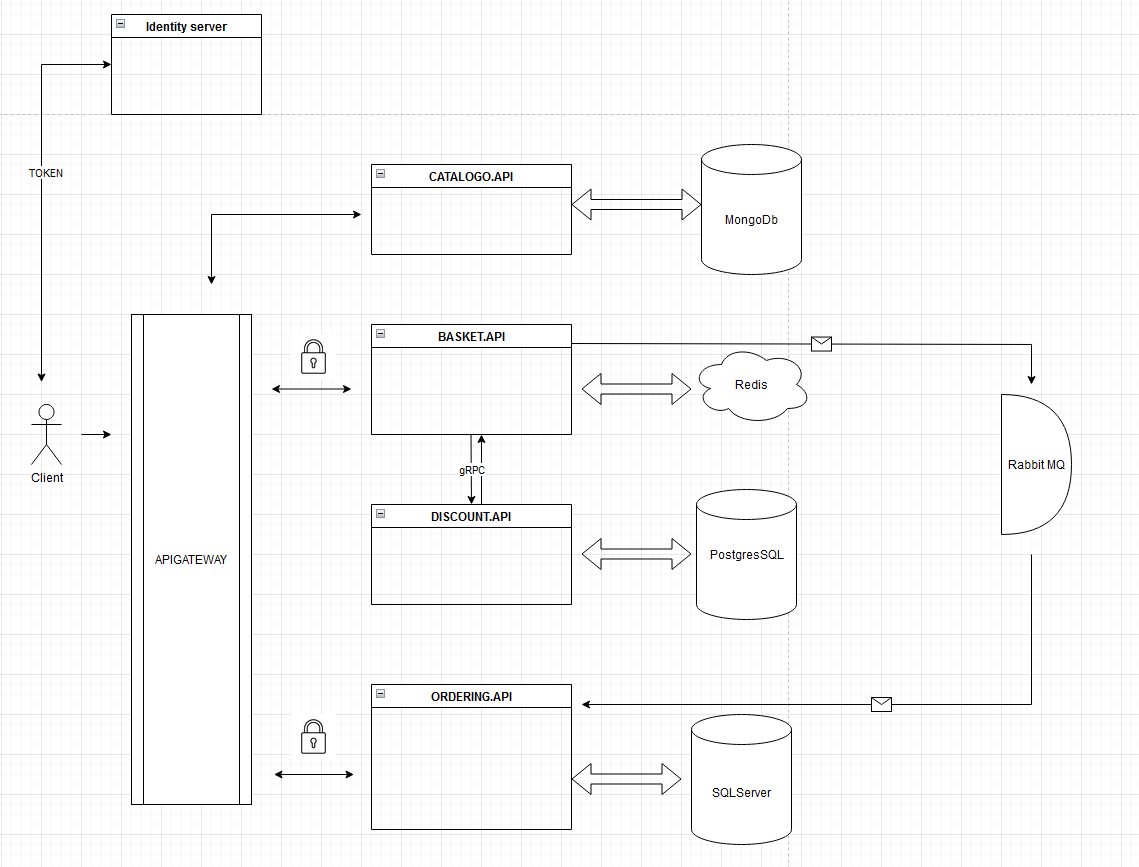 Identity server
TOKEN
CATALOGO.API
MongoDb
BASKET.API
Redis
Client
gRPC
Rabbit MQ
DISCOUNT.API
APIGATEWAY
PostgresSQL
ORDERING.API
SQLServer